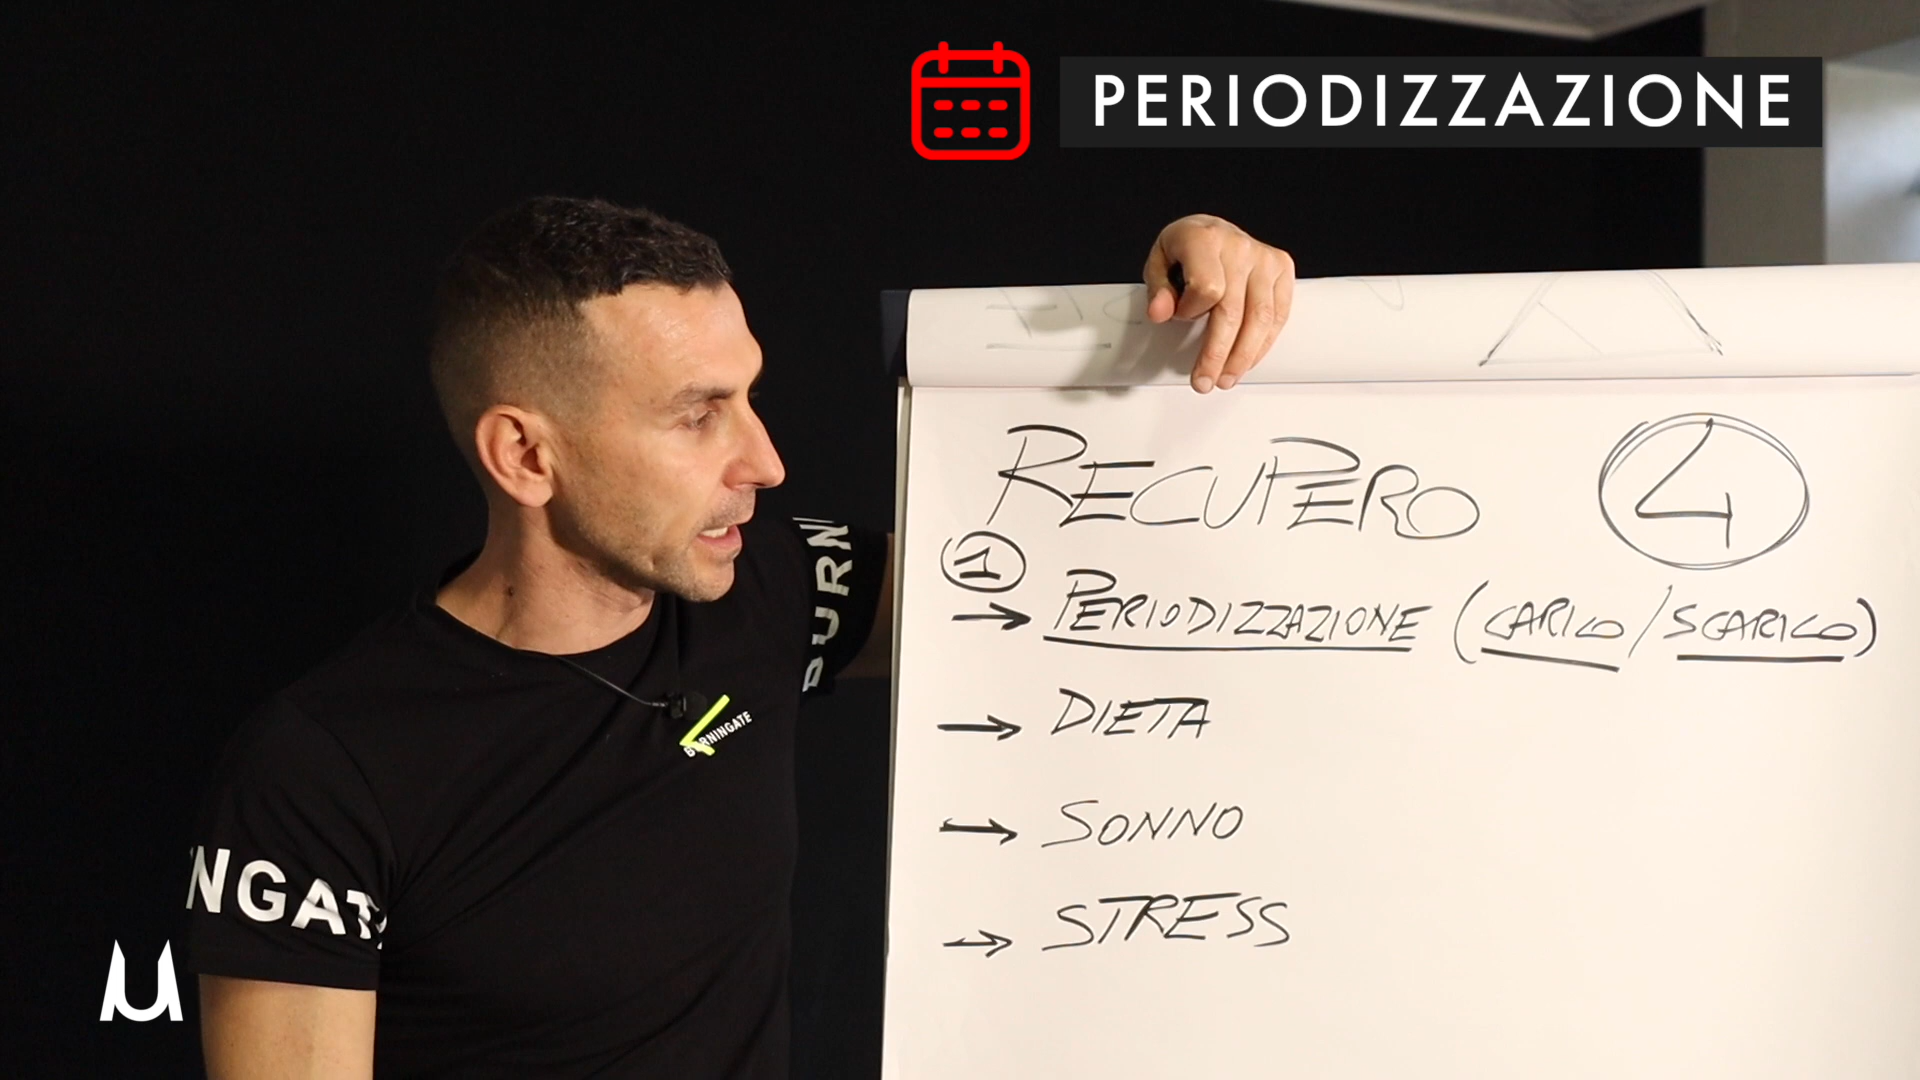 PERIODIZZAZIONE
RECUPERO 4
1
→ PERIODIZZAZIONE (CARICO/SCARICO)
→ DIETA
→ SONNO
→ STRESS
BURN
BURNINGATE
NGAT